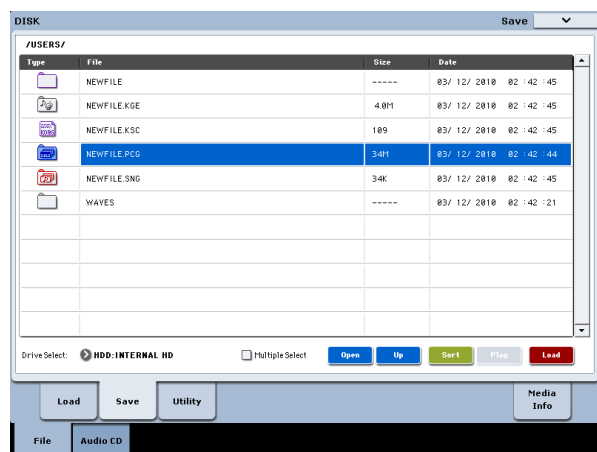 DISK Save
/USERS/
Type File Size Date
NEWFILE ----- 03/ 12/ 2010 02 :42 :45
NEWFILE.KGE 4.0M 03/ 12/ 2010 02 :42 :45
NEWFILE.KSC 109 03/ 12/ 2010 02 :42 :45
NEWFILE.PCG 34M 03/ 12/ 2010 02 :42 :44
NEWFILE.SNG 34K 03/ 12/ 2010 02 :42 :45
WAVES ----- 03/ 12/ 2010 02 :42 :21
Drive Select: HDD:INTERNAL HD Multiple Select Open Up Sort Play Load
Load Save Utility Media
Info
File Audio CD